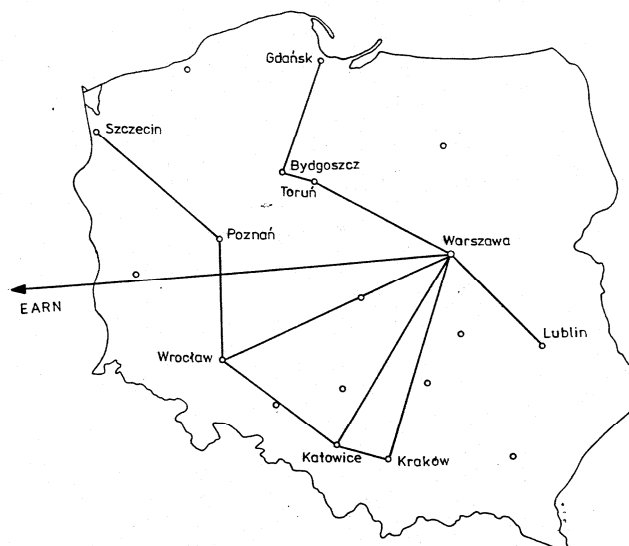 Gdańsk
Szczecin
Bydgoszcz
Toruń
Poznań
Warszawa
EARN
Lublin
Wrocław
Katowice
Kraków